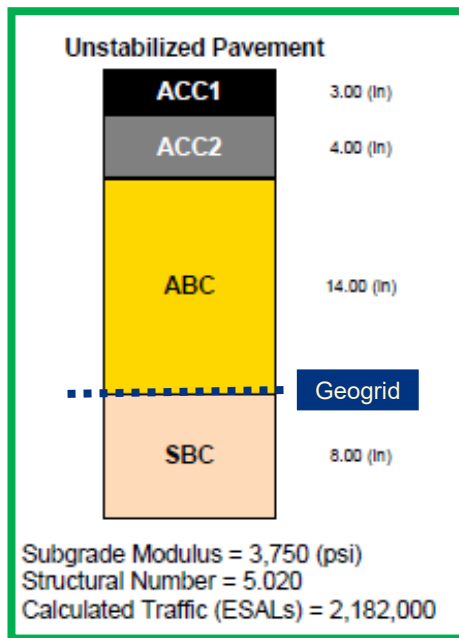 Unstabilized Pavement
ACC1 3.00 (in)
ACC2 4.00 (in)
ABC 14.00 (in)
Geogrid
SBC 8.00 (in)
Subgrade Modulus = 3,750 (psi)
Structural Number = 5.020
Calculated Traffic (ESALs) = 2,182,000